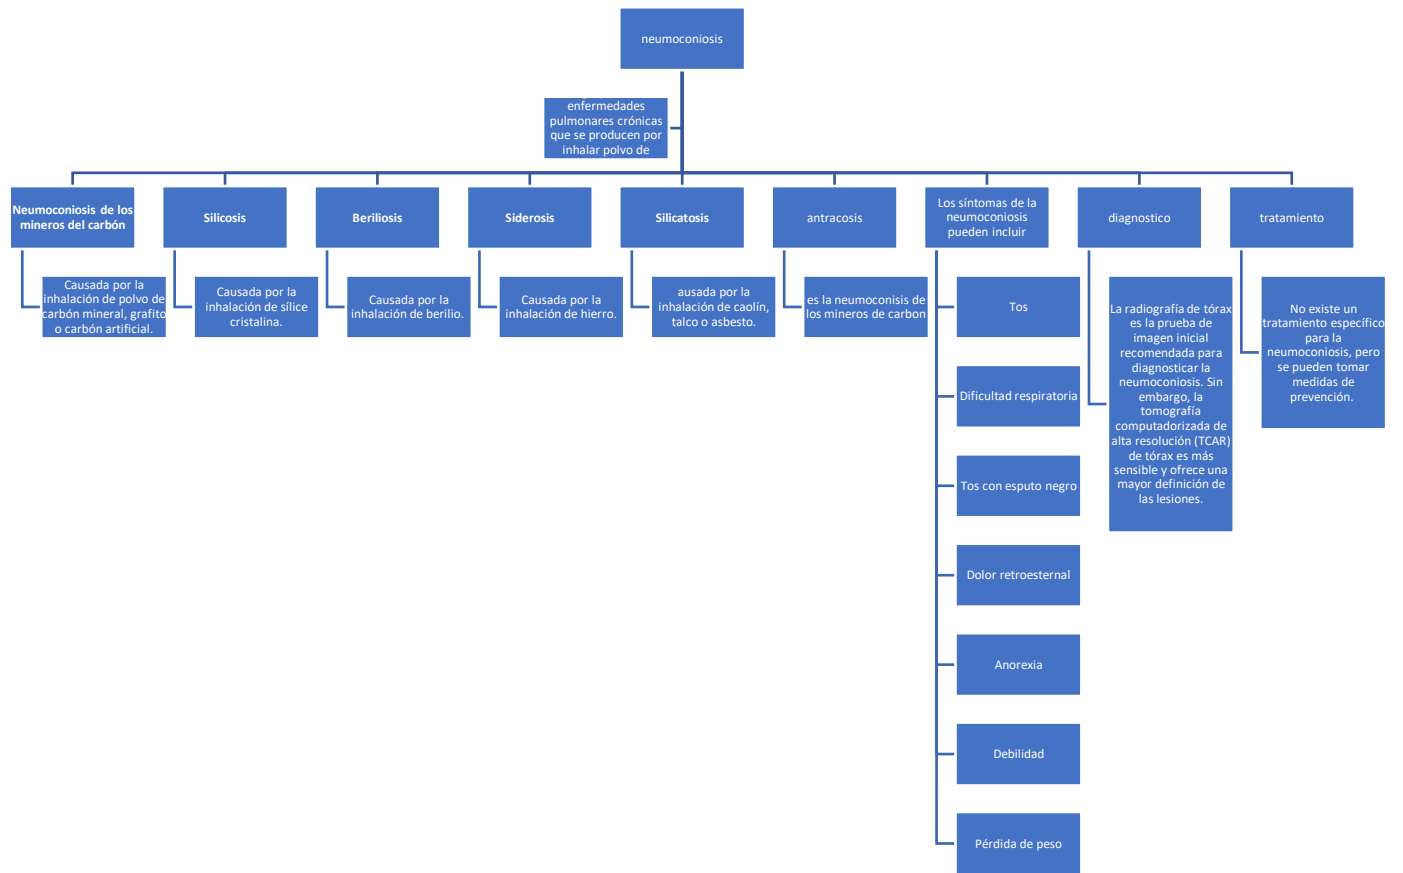 neumoconiosis
enfermedades
pulmonares crónicas
que se producen por
inhalar polvo de
Neumoconiosis de los
mineros del carbón
Causada por la
inhalación de polvo de
carbón mineral, grafito
o carbón artificial.
Silicosis
Causada por la
inhalación de sílice
cristalina.
Beriliosis
Causada por la
inhalación de berilio.
Siderosis
Causada por la
inhalación de hierro.
Silicatosis
ausada por la
inhalación de caolín,
talco o asbesto.
antracosis
es la neumoconisis de
los mineros de carbon
Los síntomas de la
neumoconiosis
pueden incluir
Tos
Dificultad respiratoria
Tos con esputo negro
Dolor retroesternal
Anorexia
Debilidad
Pérdida de peso
diagnostico
La radiografía de tórax
es la prueba de
imagen inicial
recomendada para
diagnosticar la
neumoconiosis. Sin
embargo, la
tomografía
computadorizada de
alta resolución (TCAR)
de tórax es más
sensible y ofrece una
mayor definición de
las lesiones.
tratamiento
No existe un
tratamiento específico
para la
neumoconiosis, pero
se pueden tomar
medidas de
prevención.